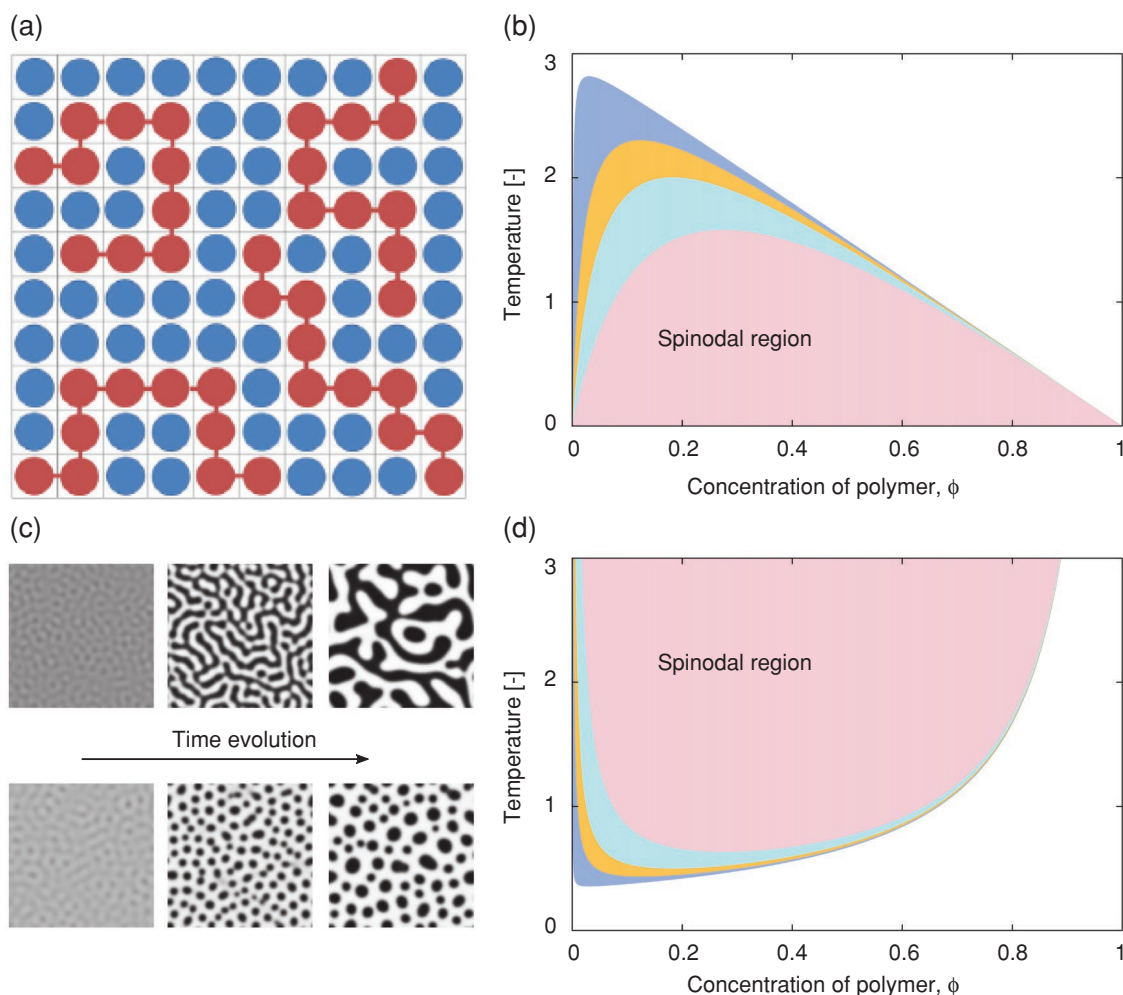 (a)
(b)
3
2
1
0
Temperature [-]
Spinodal region
0 0.2 0.4 0.6 0.8 1
Concentration of polymer, ϕ
(c)
Time evolution
(d)
3
2
1
0
Temperature [-]
Spinodal region
0 0.2 0.4 0.6 0.8 1
Concentration of polymer, ϕ